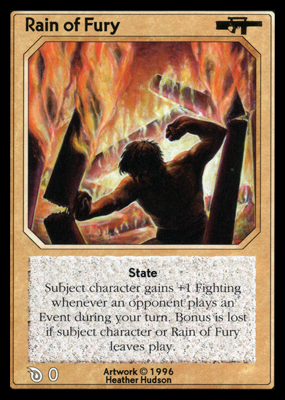 Rain of Fury
State
Subject character gains +1 Fighting
whenever an opponent plays an
Event during your turn. Bonus is lost
if subject character or Rain of Fury
leaves play.
0
Artwork © 1996
Heather Hudson